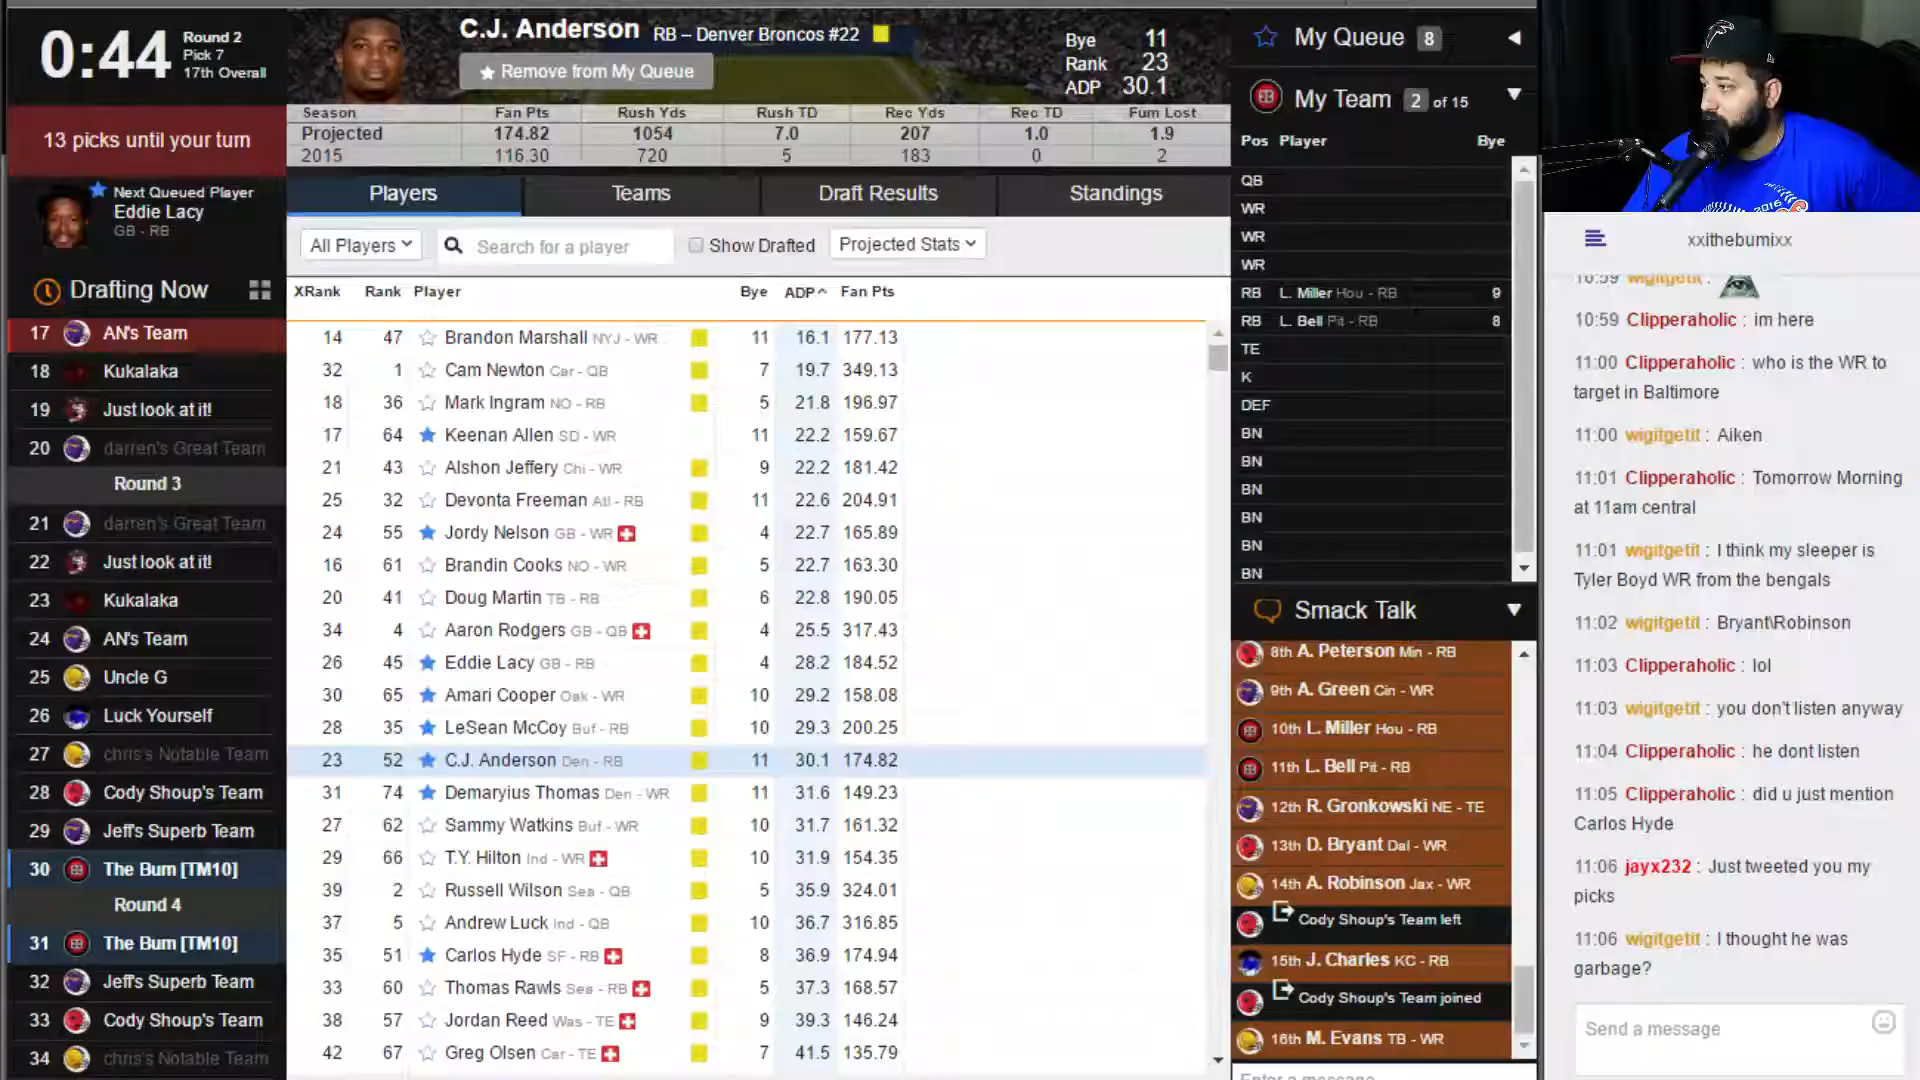 0:44
Round 2
Pick 7
17th Overall
13 picks until your turn
Next Queued Player
Eddie Lacy
GB - RB
Drafting Now
17 AN's Team
18 Kukalaka
19 Just look at it!
20 darren's Great Team
Round 3
21 darren's Great Team
22 Just look at it!
23 Kukalaka
24 AN's Team
25 Uncle G
26 Luck Yourself
27 chris's Notable Team
28 Cody Shoup's Team
29 Jeff's Superb Team
30 The Bum [TM10]
Round 4
31 The Bum [TM10]
32 Jeff's Superb Team
33 Cody Shoup's Team
34 chris's Notable Team
C.J. Anderson RB – Denver Broncos #22
Remove from My Queue
Bye 11
Rank 23
ADP 30.1
Season Fan Pts Rush Yds Rush TD Rec Yds Rec TD Fum Lost
Projected 174.82 1054 7.0 207 1.0 1.9
2015 116.30 720 5 183 0 2
Players Teams Draft Results Standings
All Players Search for a player Show Drafted Projected Stats
XRank Rank Player Bye ADP^ Fan Pts
14 47 Brandon Marshall NYJ - WR 11 16.1 177.13
32 1 Cam Newton Car - QB 7 19.7 349.13
18 36 Mark Ingram NO - RB 5 21.8 196.97
17 64 Keenan Allen SD - WR 11 22.2 159.67
21 43 Alshon Jeffery Chi - WR 9 22.2 181.42
25 32 Devonta Freeman Atl - RB 11 22.6 204.91
24 55 Jordy Nelson GB - WR 4 22.7 165.89
16 61 Brandin Cooks NO - WR 5 22.7 163.30
20 41 Doug Martin TB - RB 6 22.8 190.05
34 4 Aaron Rodgers GB - QB 4 25.5 317.43
26 45 Eddie Lacy GB - RB 4 28.2 184.52
30 65 Amari Cooper Oak - WR 10 29.2 158.08
28 35 LeSean McCoy Buf - RB 10 29.3 200.25
23 52 C.J. Anderson Den - RB 11 30.1 174.82
31 74 Demaryius Thomas Den - WR 11 31.6 149.23
27 62 Sammy Watkins Buf - WR 10 31.7 161.32
29 66 T.Y. Hilton Ind - WR 10 31.9 154.35
39 2 Russell Wilson Sea - QB 5 35.9 324.01
37 5 Andrew Luck Ind - QB 10 36.7 316.85
35 51 Carlos Hyde SF - RB 8 36.9 174.94
33 60 Thomas Rawls Sea - RB 5 37.3 168.57
38 57 Jordan Reed Was - TE 9 39.3 146.24
42 67 Greg Olsen Car - TE 7 41.5 135.79
My Queue 8
My Team 2 of 15
Pos Player Bye
QB
WR
WR
WR
RB L. Miller Hou - RB 9
RB L. Bell Pit - RB 8
TE
K
DEF
BN
BN
BN
BN
BN
BN
Smack Talk
8th A. Peterson Min - RB
9th A. Green Cin - WR
10th L. Miller Hou - RB
11th L. Bell Pit - RB
12th R. Gronkowski NE - TE
13th D. Bryant Dal - WR
14th A. Robinson Jax - WR
Cody Shoup's Team left
15th J. Charles KC - RB
Cody Shoup's Team joined
16th M. Evans TB - WR
Enter a message
2016
xxithebumixx
10:59 wigitgetit :
10:59 Clipperaholic : im here
11:00 Clipperaholic : who is the WR to
target in Baltimore
11:00 wigitgetit : Aiken
11:01 Clipperaholic : Tomorrow Morning
at 11am central
11:01 wigitgetit : I think my sleeper is
Tyler Boyd WR from the bengals
11:02 wigitgetit : Bryant\Robinson
11:03 Clipperaholic : lol
11:03 wigitgetit : you don't listen anyway
11:04 Clipperaholic : he dont listen
11:05 Clipperaholic : did u just mention
Carlos Hyde
11:06 jayx232 : Just tweeted you my
picks
11:06 wigitgetit : I thought he was
garbage?
Send a message